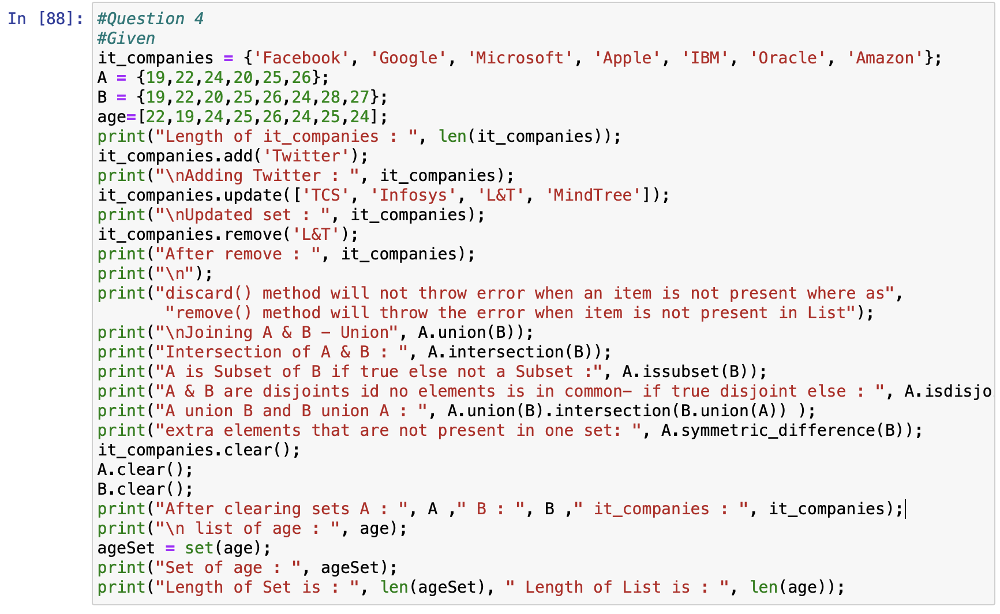 In [88]: #Question 4
#Given
it_companies = {'Facebook', 'Google', 'Microsoft', 'Apple', 'IBM', 'Oracle', 'Amazon'};
A = {19,22,24,20,25,26};
B = {19,22,20,25,26,24,28,27};
age=[22,19,24,25,26,24,25,24];
print("Length of it_companies : ", len(it_companies));
it_companies.add('Twitter');
print("\nAdding Twitter : ", it_companies);
it_companies.update(['TCS', 'Infosys', 'L&T', 'MindTree']);
print("\nUpdated set : ", it_companies);
it_companies.remove('L&T');
print("After remove : ", it_companies);
print("\n");
print("discard() method will not throw error when an item is not present where as",
       "remove() method will throw the error when item is not present in List");
print("\nJoining A & B - Union", A.union(B));
print("Intersection of A & B : ", A.intersection(B));
print("A is Subset of B if true else not a Subset :", A.issubset(B));
print("A & B are disjoints id no elements is in common- if true disjoint else : ", A.isdisjo
print("A union B and B union A : ", A.union(B).intersection(B.union(A)) );
print("extra elements that are not present in one set: ", A.symmetric_difference(B));
it_companies.clear();
A.clear();
B.clear();
print("After clearing sets A : ", A ," B : ", B ," it_companies : ", it_companies);
print("\n list of age : ", age);
ageSet = set(age);
print("Set of age : ", ageSet);
print("Length of Set is : ", len(ageSet), " Length of List is : ", len(age));